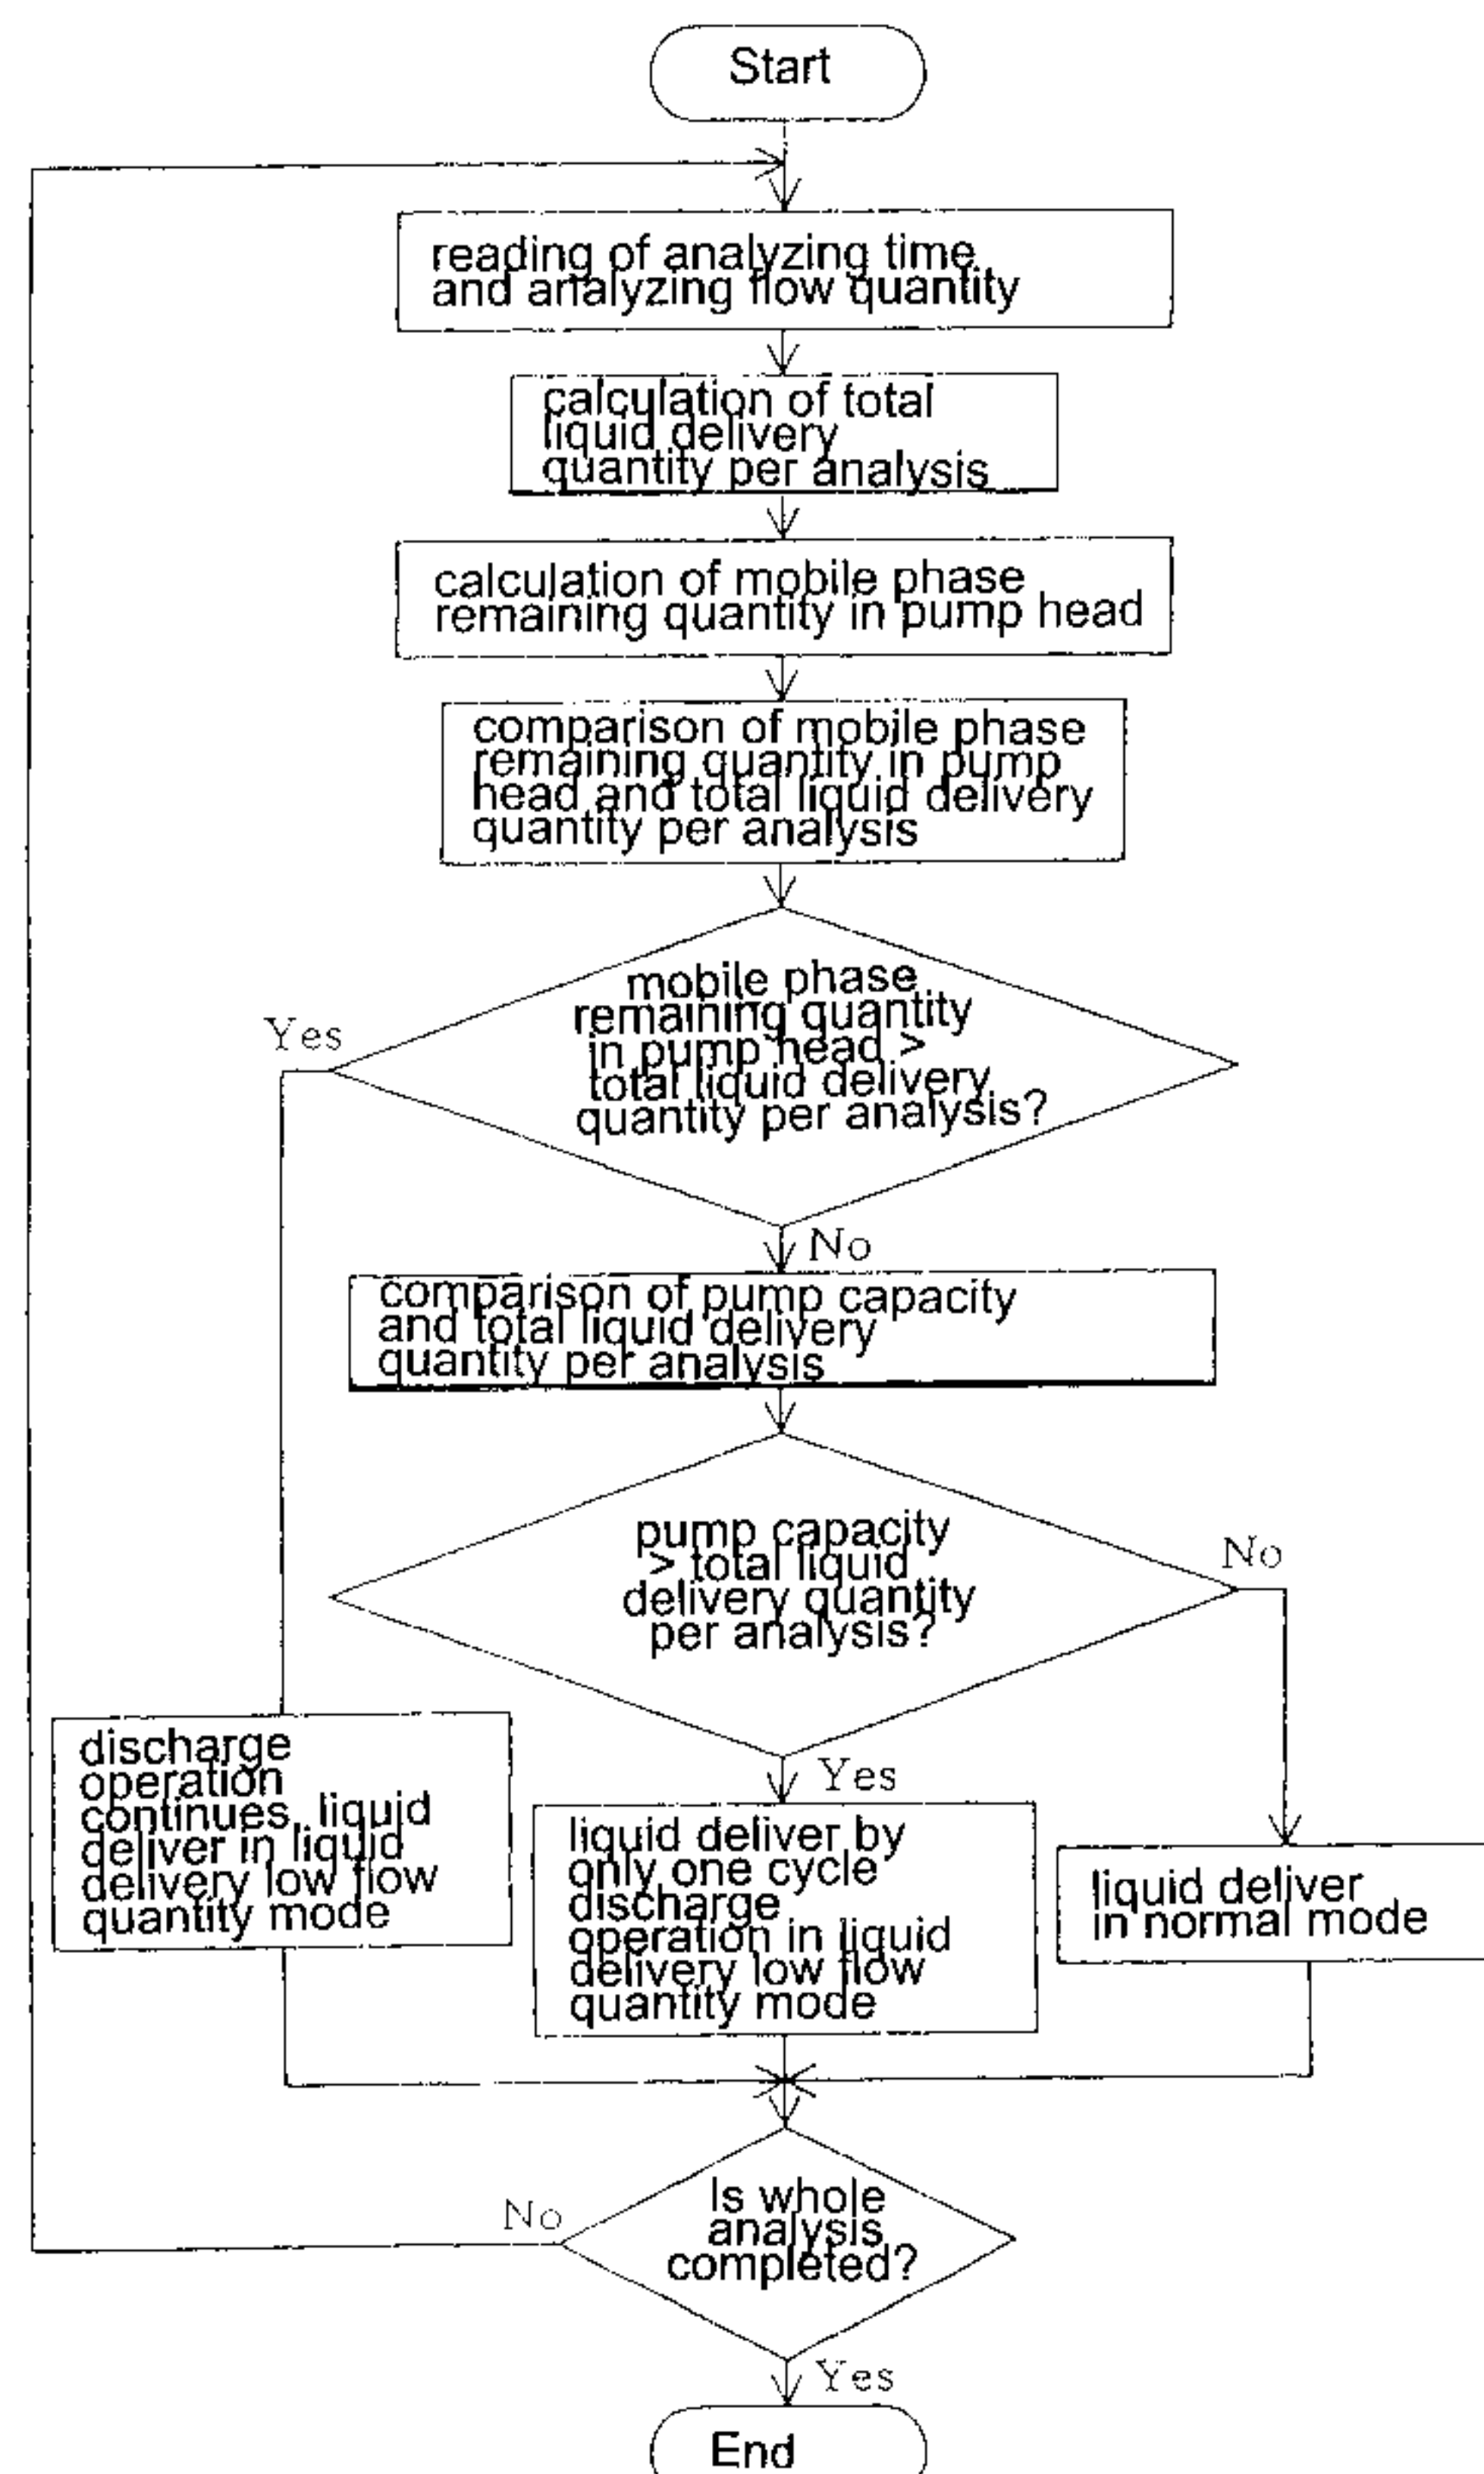 Start
reading of analyzing time
and analyzing flow quantity
calculation of total
liquid delivery
quantity per analysis
calculation of mobile phase
remaining quantity in pump head
comparison of mobile phase
remaining quantity in pump
head and total liquid delivery
quantity per analysis
mobile phase
remaining quantity
in pump head >
total liquid delivery
quantity per analysis?
Yes
No
comparison of pump capacity
and total liquid delivery
quantity per analysis
pump capacity
> total liquid
delivery quantity
per analysis?
No
Yes
discharge
operation
continues, liquid
deliver in liquid
delivery low flow
quantity mode
liquid deliver by
only one cycle
discharge
operation in liquid
delivery low flow
quantity mode
liquid deliver
in normal mode
Is whole
analysis
completed?
No
Yes
End